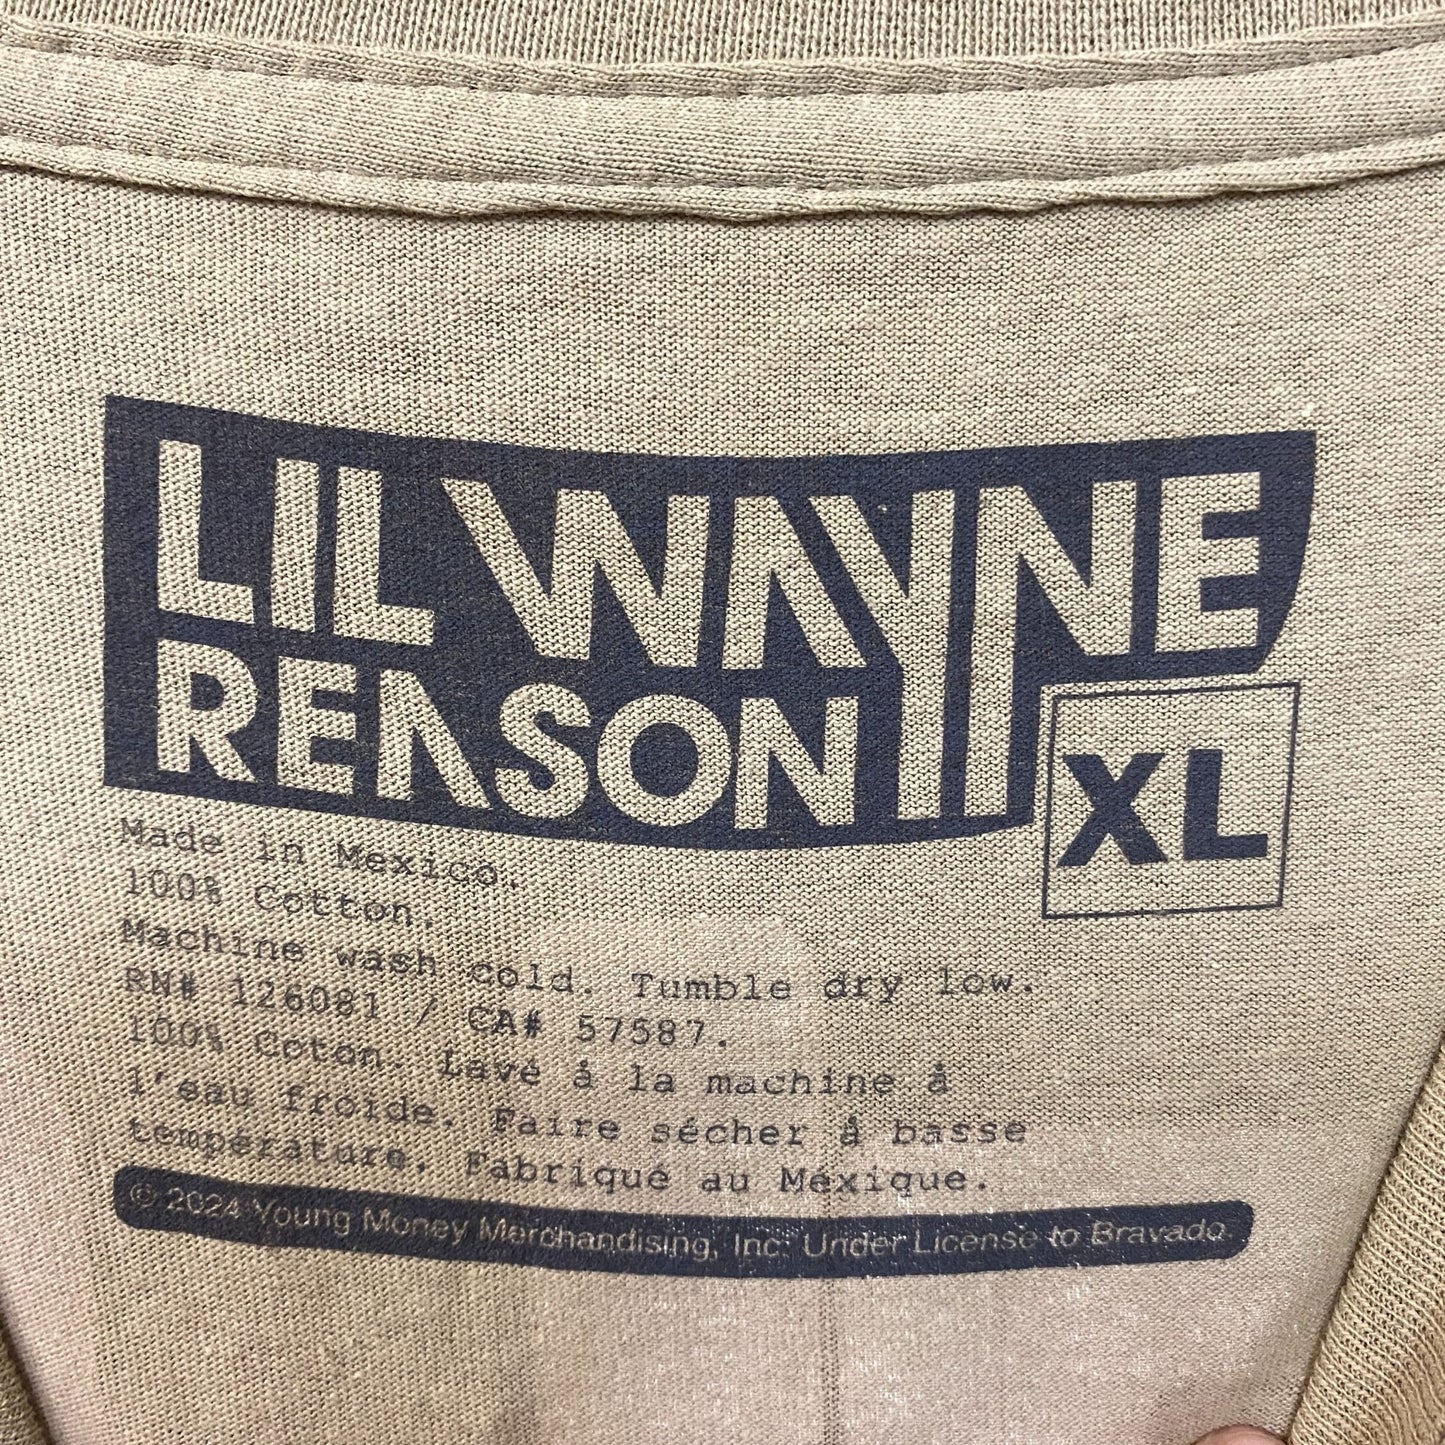 LIL WAYNE
REASON
XL
Made in Mexico.
100% Cotton.
Machine wash cold. Tumble dry low.
RN# 126081 / CA# 57587.
100% Coton. Lavé à la machine à
l'eau froide. Faire sécher à basse
température. Fabriqué au Mexique.
© 2024 Young Money Merchandising, Inc. Under License to Bravado.